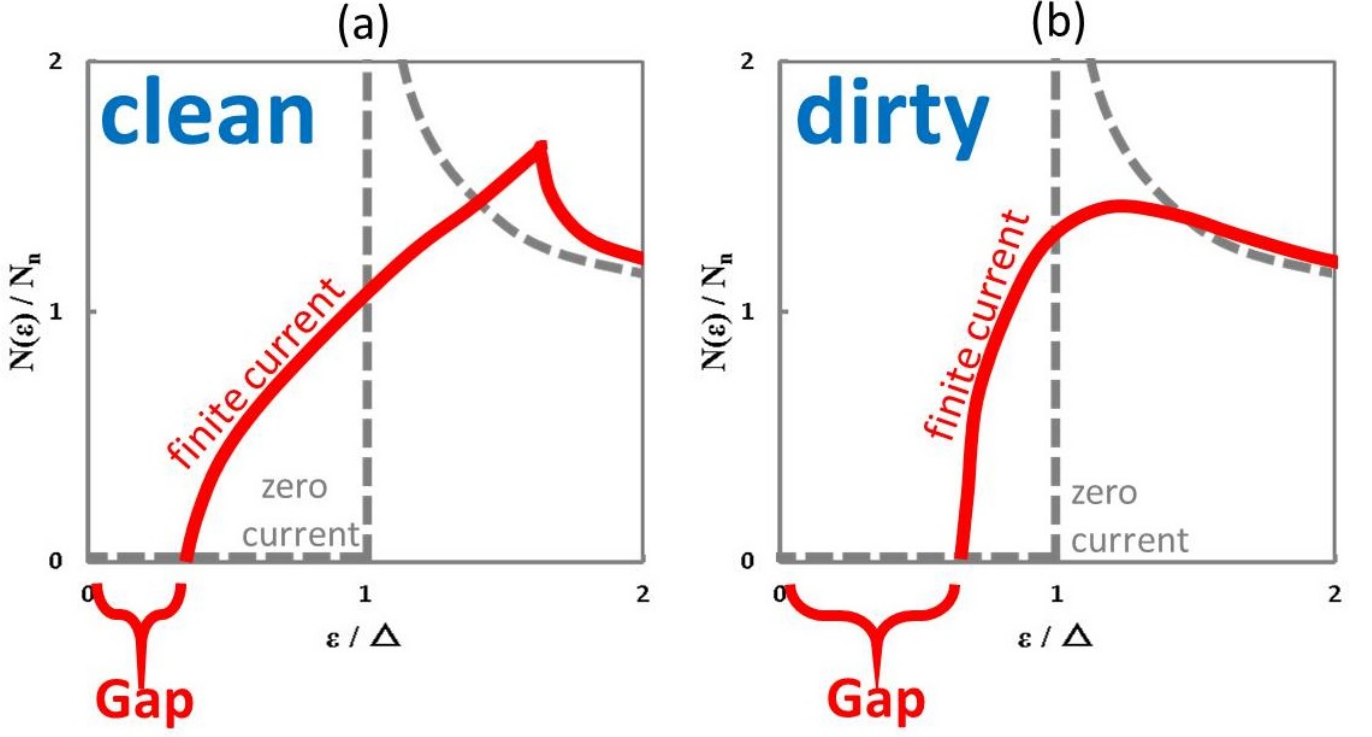 (a)
2
clean
1
0
N(ε) / Nₙ
finite current
zero
current
0
1
2
ε / Δ
Gap
(b)
2
dirty
1
0
N(ε) / Nₙ
finite current
zero
current
0
1
2
ε / Δ
Gap